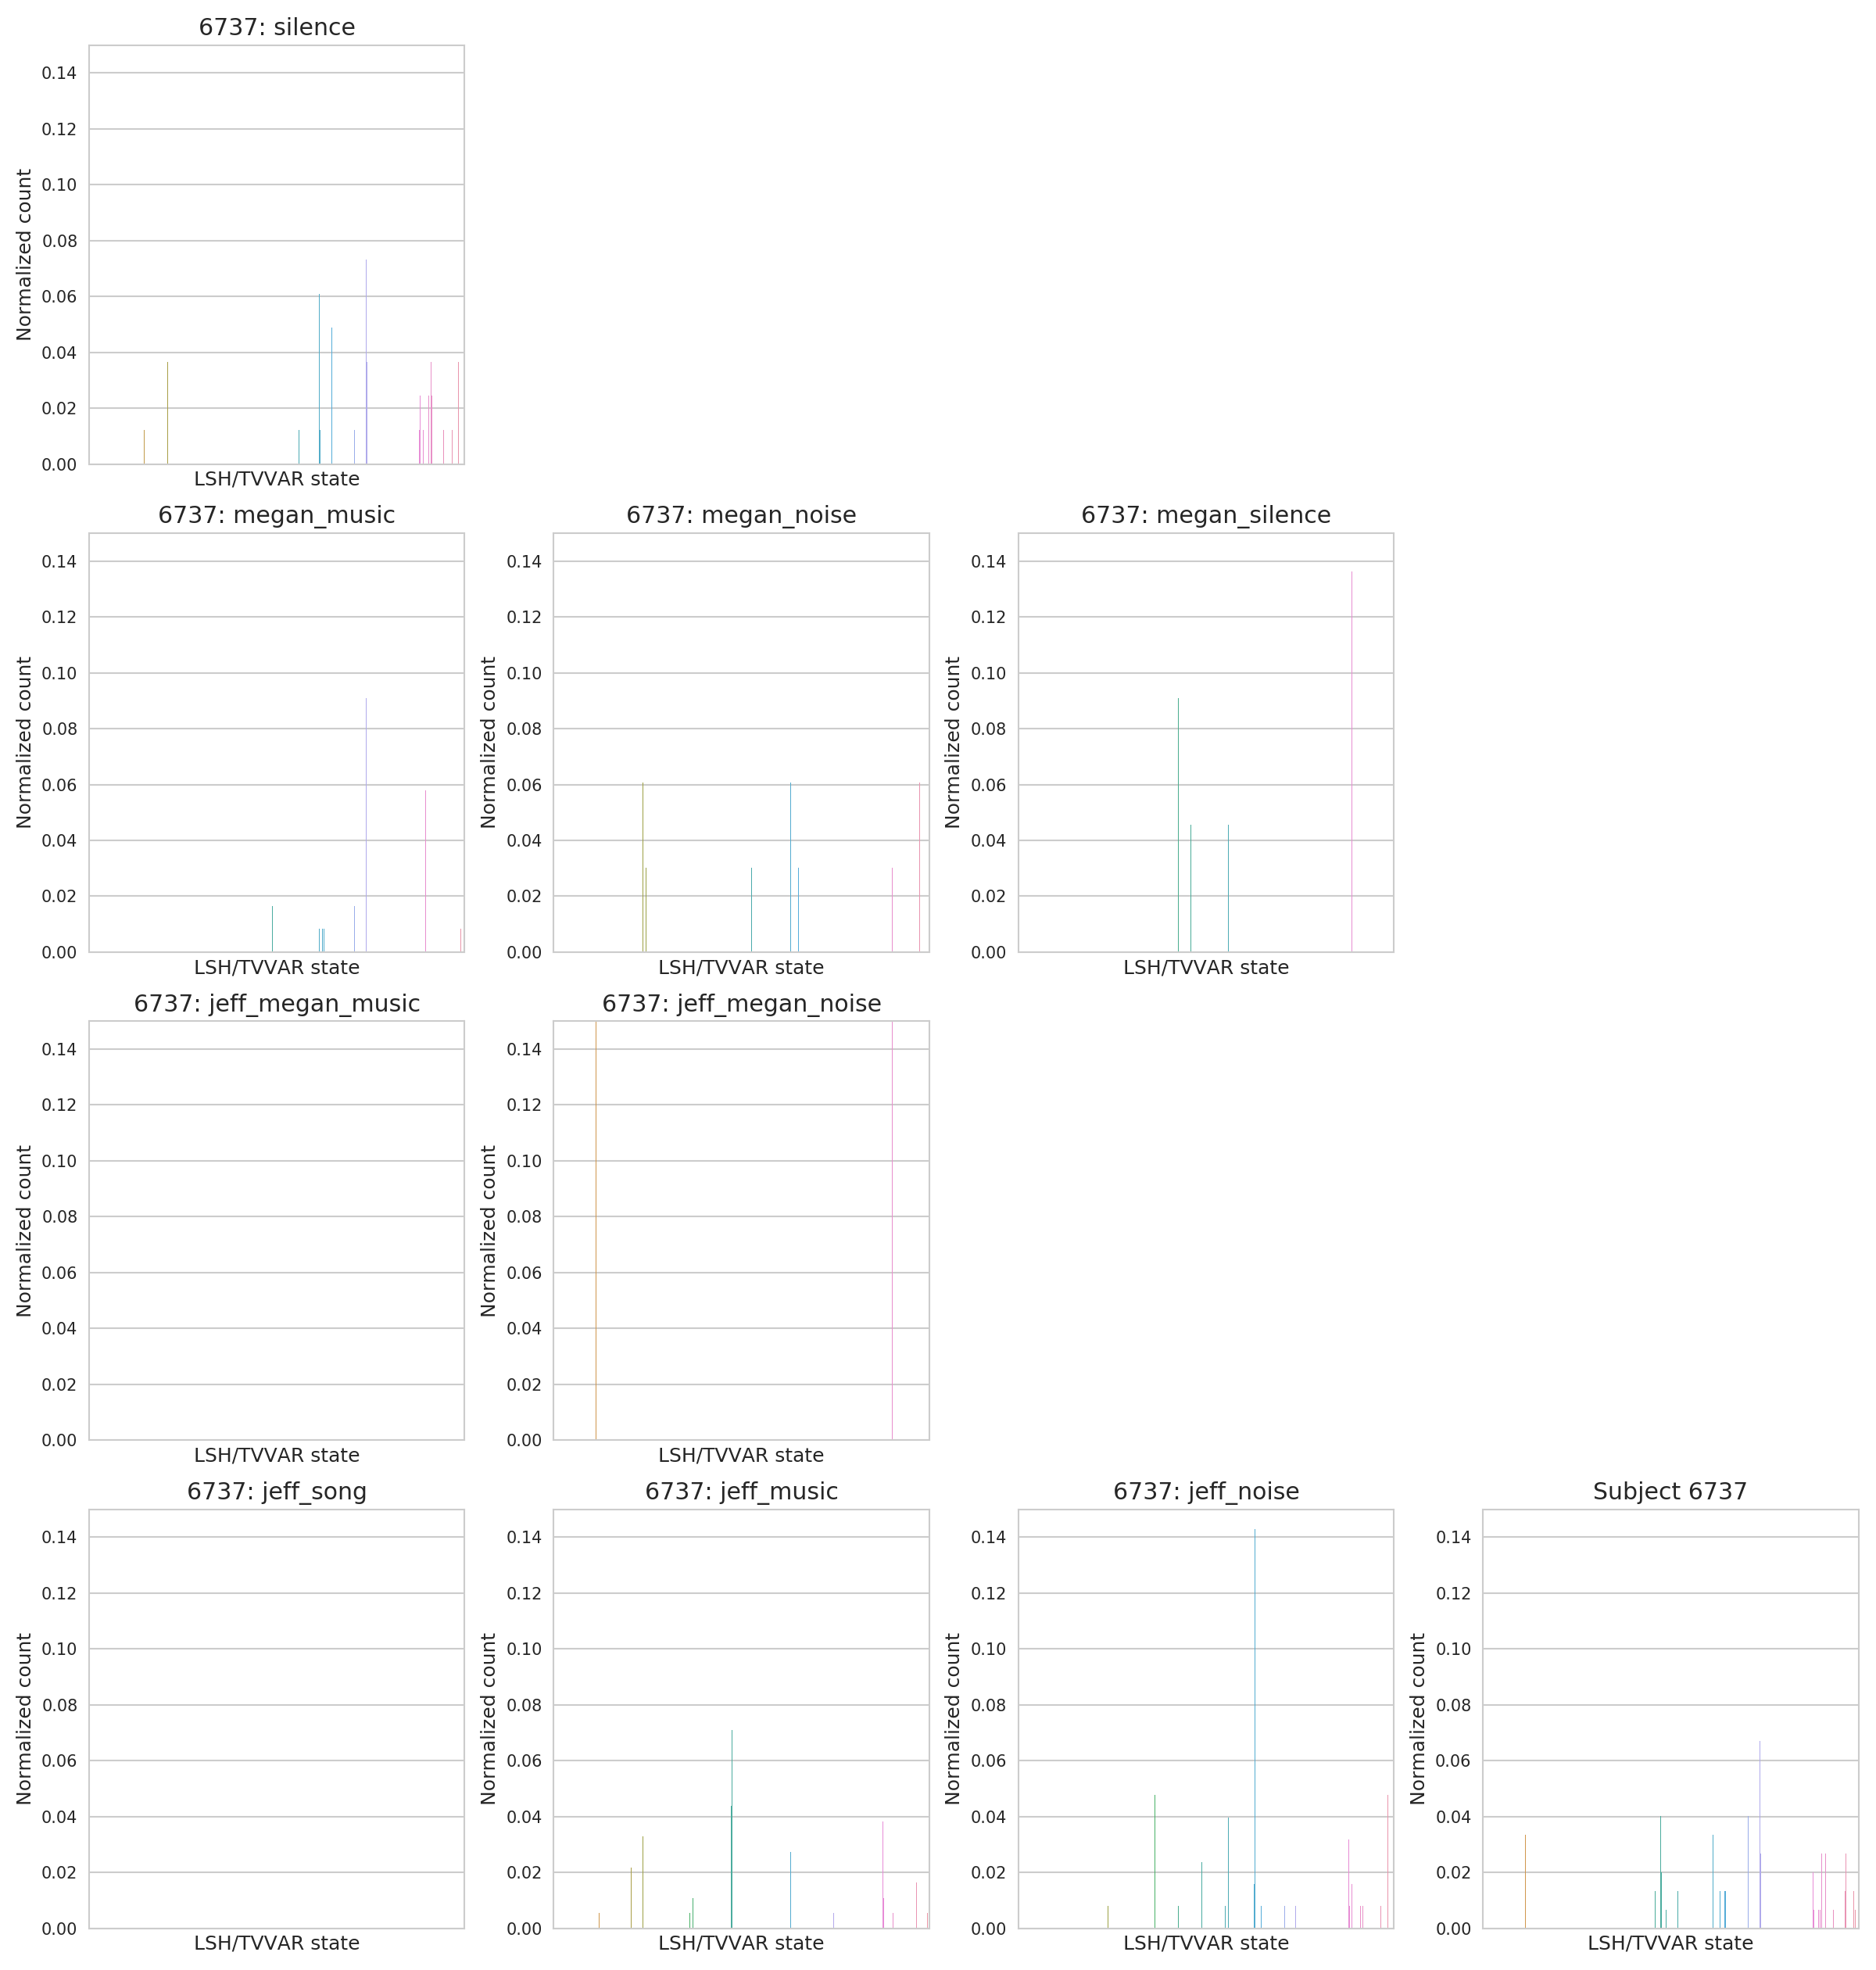 6737: silence
0.14
0.12
0.10
0.08
0.06
0.04
0.02
0.00
Normalized count
LSH/TVVAR state
6737: megan_music
0.14
0.12
0.10
0.08
0.06
0.04
0.02
0.00
Normalized count
LSH/TVVAR state
6737: megan_noise
0.14
0.12
0.10
0.08
0.06
0.04
0.02
0.00
Normalized count
LSH/TVVAR state
6737: megan_silence
0.14
0.12
0.10
0.08
0.06
0.04
0.02
0.00
Normalized count
LSH/TVVAR state
6737: jeff_megan_music
0.14
0.12
0.10
0.08
0.06
0.04
0.02
0.00
Normalized count
LSH/TVVAR state
6737: jeff_megan_noise
0.14
0.12
0.10
0.08
0.06
0.04
0.02
0.00
Normalized count
LSH/TVVAR state
6737: jeff_song
0.14
0.12
0.10
0.08
0.06
0.04
0.02
0.00
Normalized count
LSH/TVVAR state
6737: jeff_music
0.14
0.12
0.10
0.08
0.06
0.04
0.02
0.00
Normalized count
LSH/TVVAR state
6737: jeff_noise
0.14
0.12
0.10
0.08
0.06
0.04
0.02
0.00
Normalized count
LSH/TVVAR state
Subject 6737
0.14
0.12
0.10
0.08
0.06
0.04
0.02
0.00
Normalized count
LSH/TVVAR state